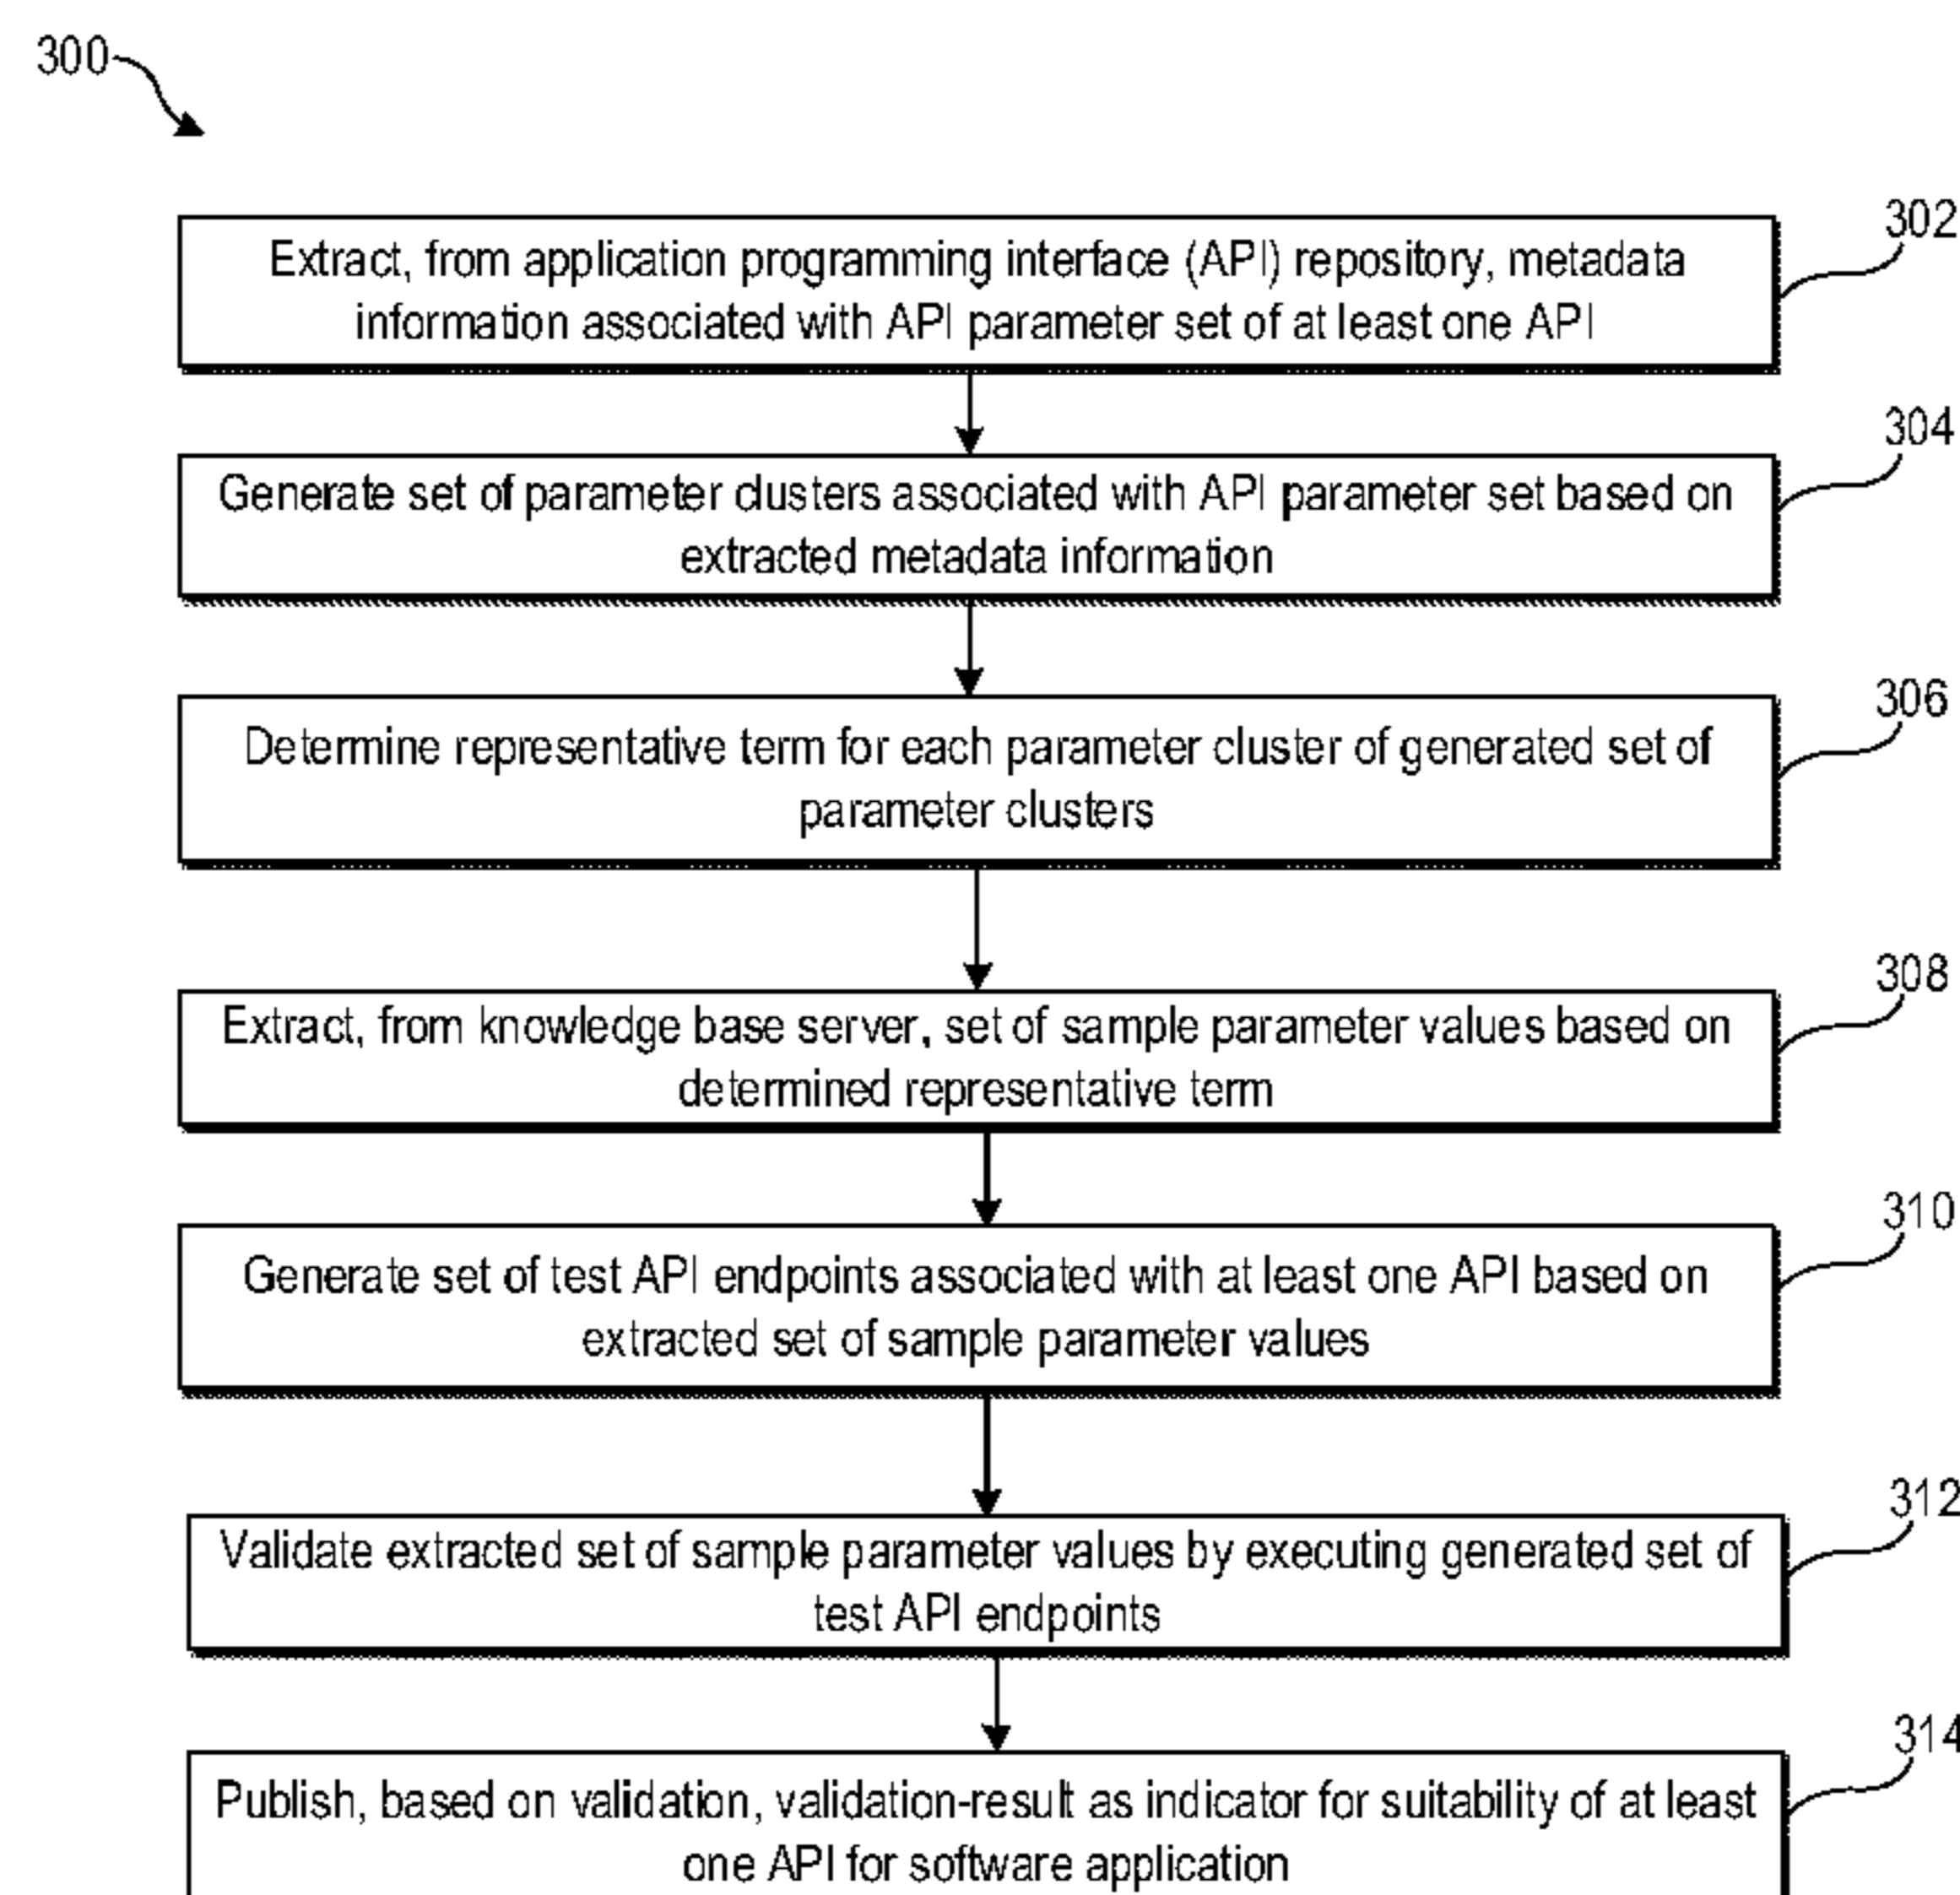 300
302
Extract, from application programming interface (API) repository, metadata
information associated with API parameter set of at least one API
304
Generate set of parameter clusters associated with API parameter set based on
extracted metadata information
306
Determine representative term for each parameter cluster of generated set of
parameter clusters
308
Extract, from knowledge base server, set of sample parameter values based on
determined representative term
310
Generate set of test API endpoints associated with at least one API based on
extracted set of sample parameter values
312
Validate extracted set of sample parameter values by executing generated set of
test API endpoints
314
Publish, based on validation, validation-result as indicator for suitability of at least
one API for software application